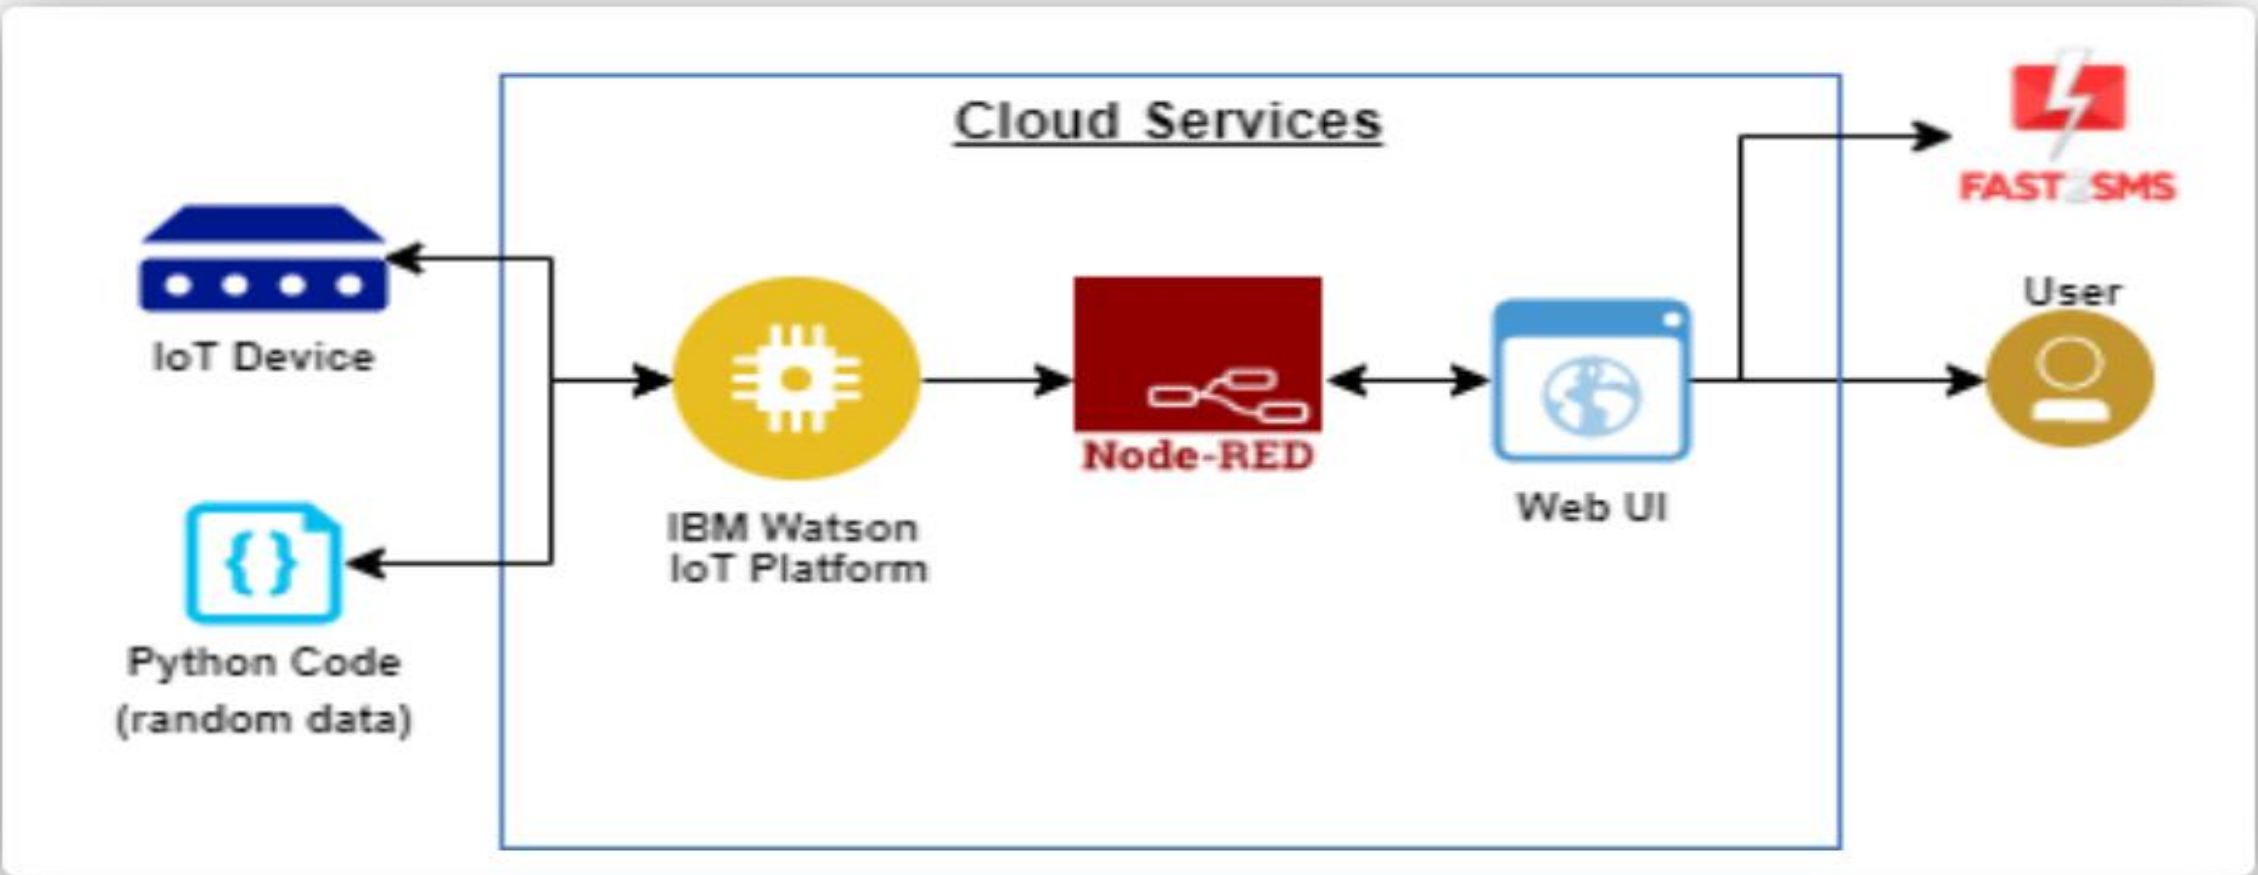 Cloud Services
FAST2SMS
User
IoT Device
Node-RED
Web UI
IBM Watson
IoT Platform
Python Code
(random data)